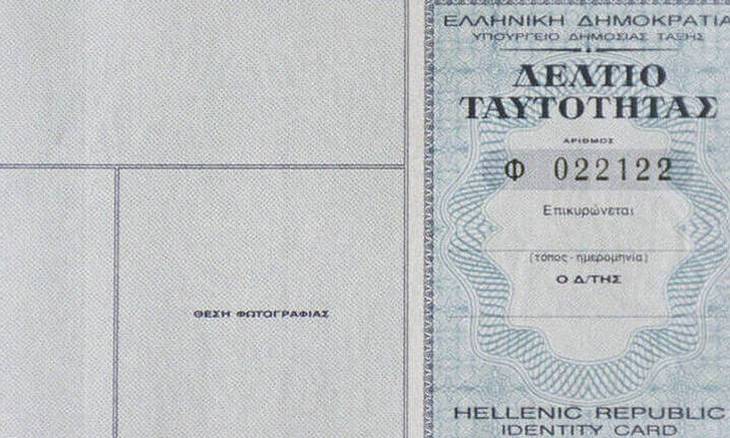 ΕΛΛΗΝΙΚΗ ΔΗΜΟΚΡΑΤΙΑ
ΥΠΟΥΡΓΕΙΟ ΔΗΜΟΣΙΑΣ ΤΑΞΗΣ
ΔΕΛΤΙΟ
ΤΑΥΤΟΤΗΤΑΣ
ΑΡΙΘΜΟΣ
Φ 022122
Επικυρώνεται
(τόπος - ημερομηνία)
Ο Δ/ΤΗΣ
ΘΕΣΗ ΦΩΤΟΓΡΑΦΙΑΣ
HELLENIC REPUBLIC
IDENTITY CARD